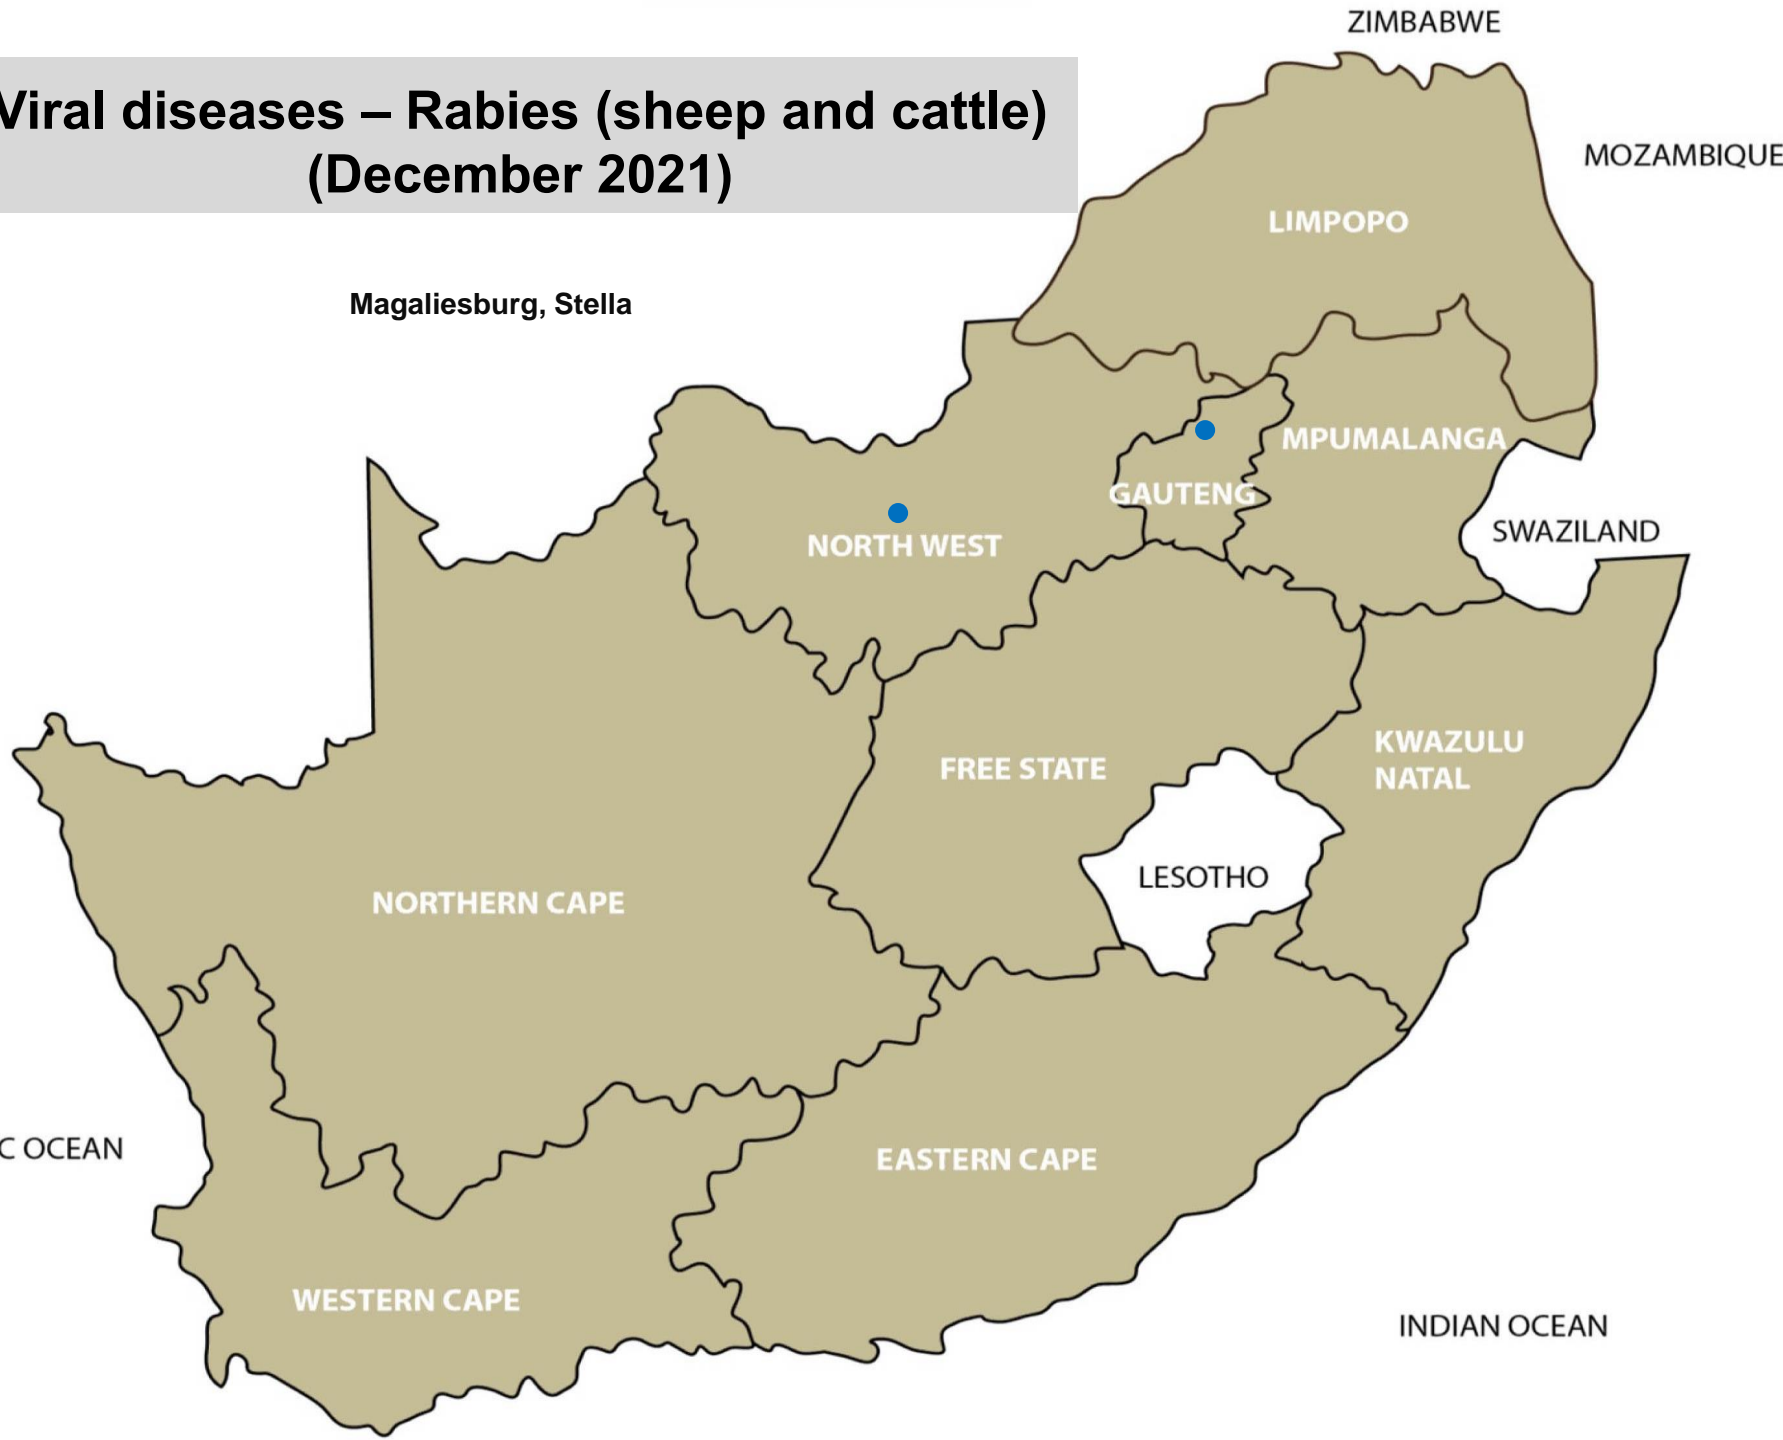 ZIMBABWE
Viral diseases – Rabies (sheep and cattle)
(December 2021)
MOZAMBIQUE
LIMPOPO
Magaliesburg, Stella
MPUMALANGA
GAUTENG
SWAZILAND
NORTH WEST
KWAZULU
NATAL
FREE STATE
LESOTHO
NORTHERN CAPE
C OCEAN
EASTERN CAPE
WESTERN CAPE
INDIAN OCEAN